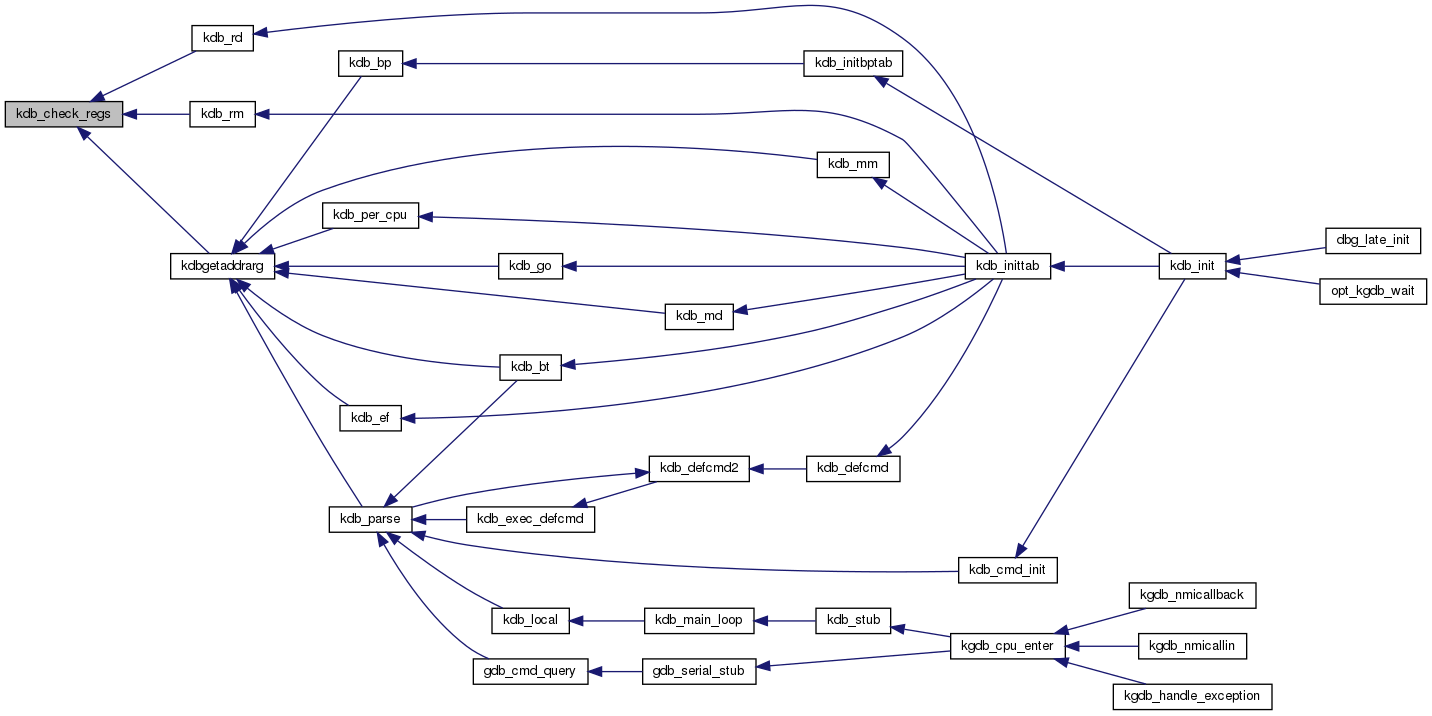 kdb_rd
kdb_bp
kdb_initbptab
kdb_check_regs
kdb_rm
kdb_mm
kdb_per_cpu
dbg_late_init
kdbgetaddrarg
kdb_go
kdb_inittab
kdb_init
opt_kgdb_wait
kdb_md
kdb_bt
kdb_ef
kdb_defcmd2
kdb_defcmd
kdb_parse
kdb_exec_defcmd
kdb_cmd_init
kgdb_nmicallback
kdb_local
kdb_main_loop
kdb_stub
kgdb_cpu_enter
kgdb_nmicallin
gdb_cmd_query
gdb_serial_stub
kgdb_handle_exception